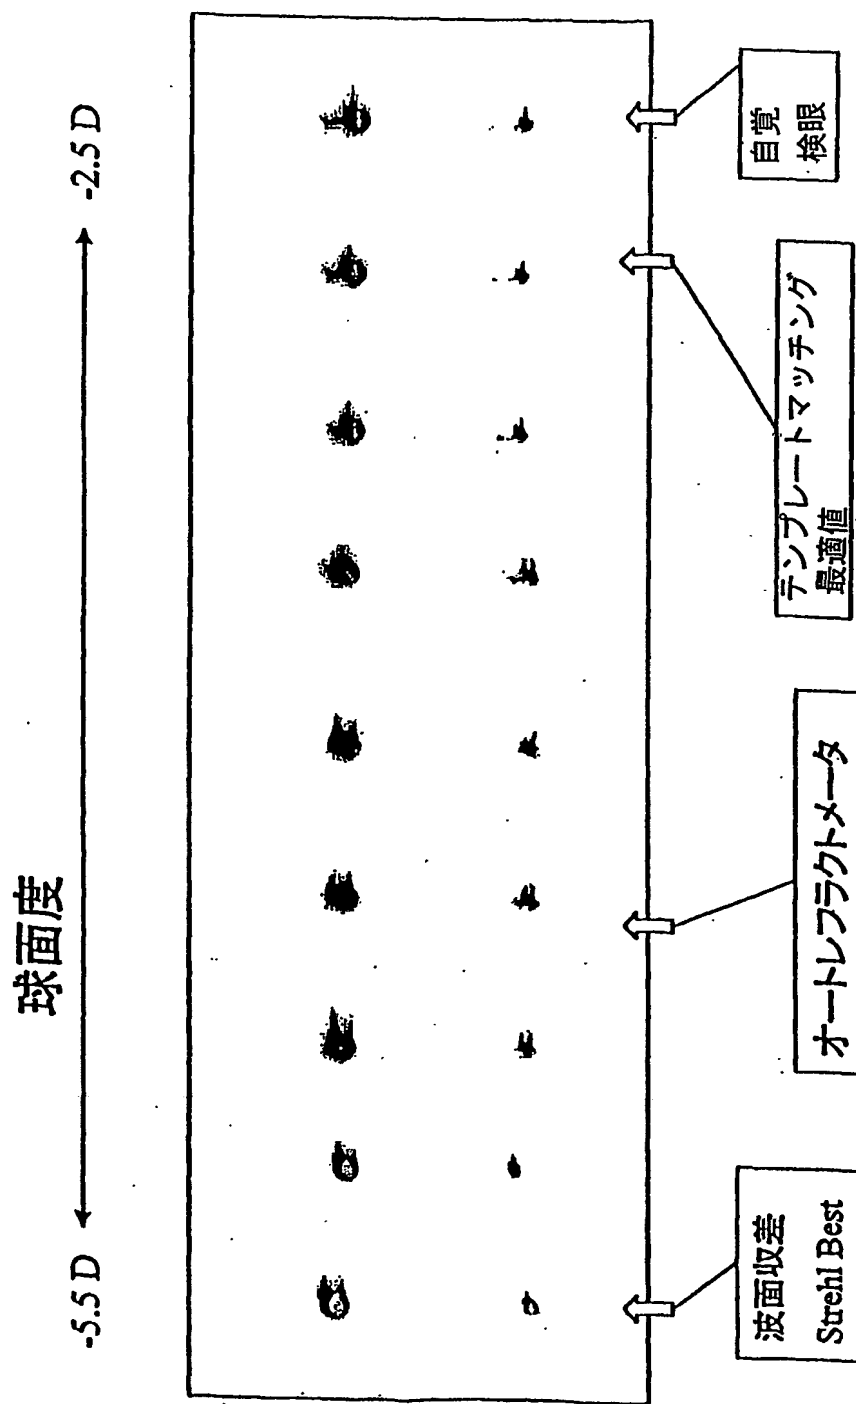 球面度
-5.5 D
-2.5 D
波面収差
Strehl Best
オートレフラクトメータ
テンプレートマッチング
最適値
自覚
検眼